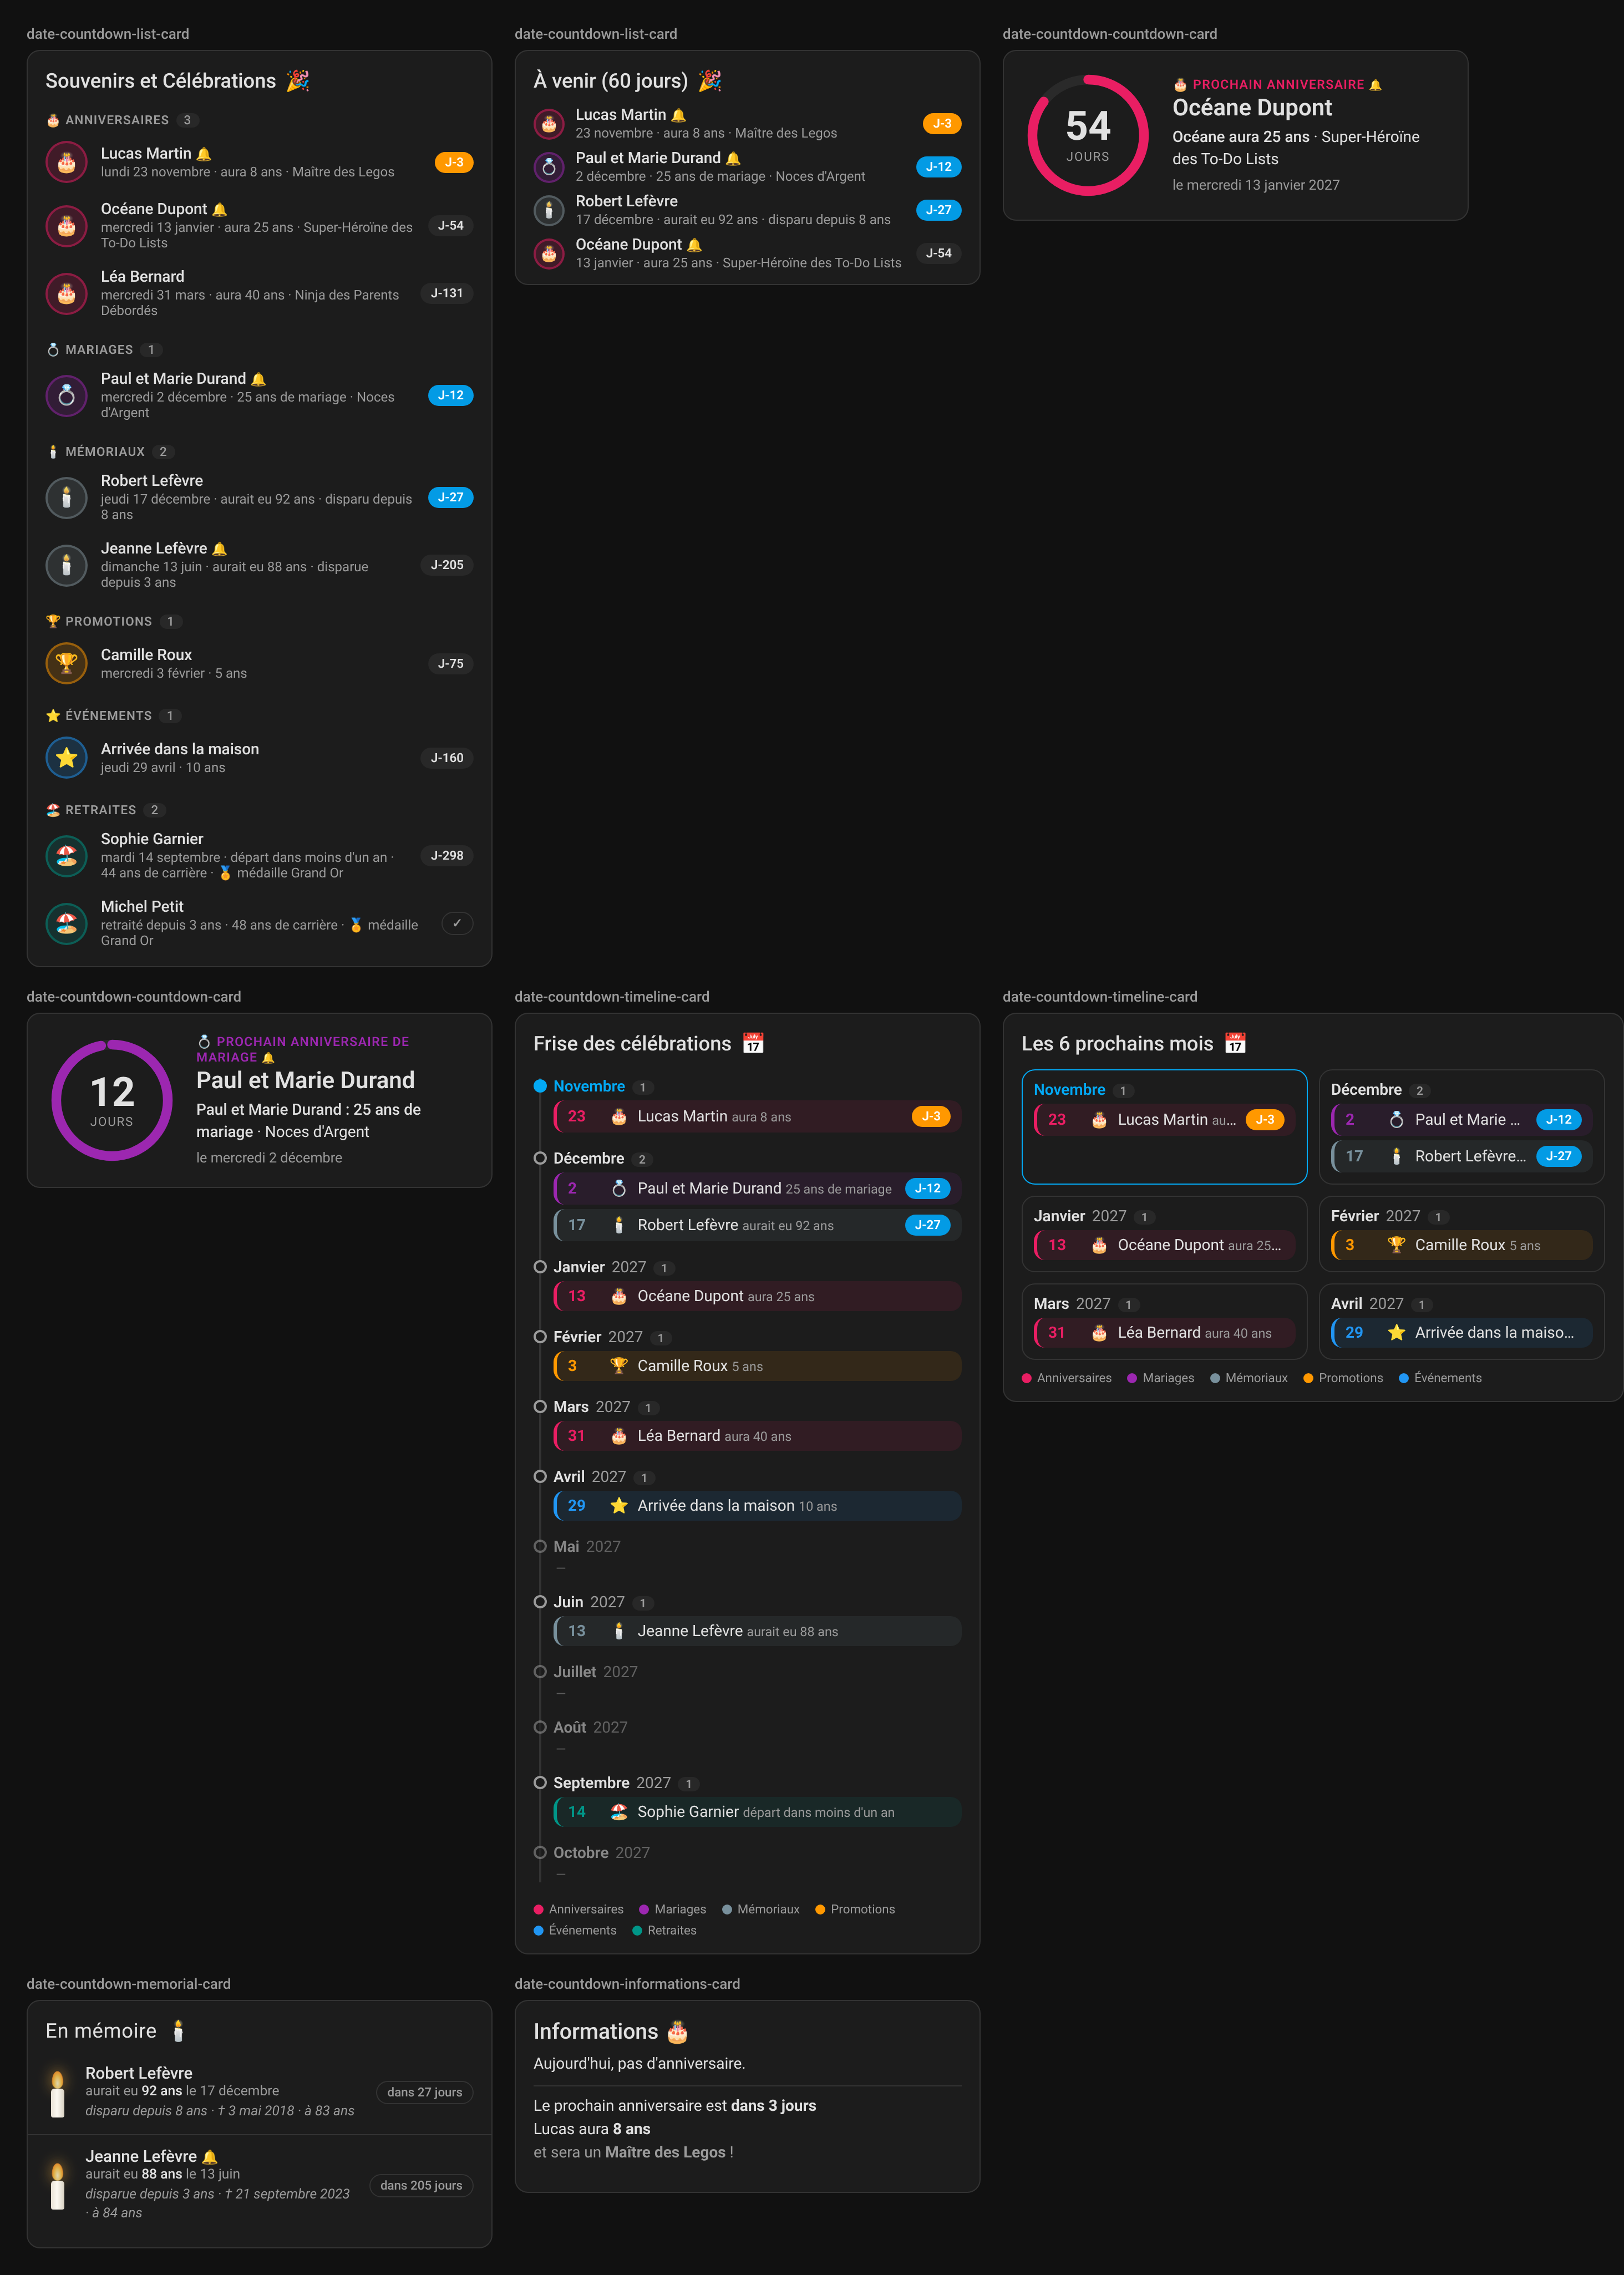 date-countdown-list-card
Souvenirs et Célébrations 🎉
🎂 ANNIVERSAIRES 3
Lucas Martin 🔔
lundi 23 novembre · aura 8 ans · Maître des Legos
J-3
Océane Dupont 🔔
mercredi 13 janvier · aura 25 ans · Super-Héroïne des
To-Do Lists
J-54
Léa Bernard
mercredi 31 mars · aura 40 ans · Ninja des Parents
Débordés
J-131
💍 MARIAGES 1
Paul et Marie Durand 🔔
mercredi 2 décembre · 25 ans de mariage · Noces
d'Argent
J-12
🕯️ MÉMORIAUX 2
Robert Lefèvre
jeudi 17 décembre · aurait eu 92 ans · disparu depuis
8 ans
J-27
Jeanne Lefèvre 🔔
dimanche 13 juin · aurait eu 88 ans · disparue
depuis 3 ans
J-205
🏆 PROMOTIONS 1
Camille Roux
mercredi 3 février · 5 ans
J-75
⭐ ÉVÉNEMENTS 1
Arrivée dans la maison
jeudi 29 avril · 10 ans
J-160
🏖️ RETRAITES 2
Sophie Garnier
mardi 14 septembre · départ dans moins d'un an ·
44 ans de carrière · 🏅 médaille Grand Or
J-298
Michel Petit
retraité depuis 3 ans · 48 ans de carrière · 🏅 médaille
Grand Or
✓
date-countdown-list-card
À venir (60 jours) 🎉
Lucas Martin 🔔
23 novembre · aura 8 ans · Maître des Legos
J-3
Paul et Marie Durand 🔔
2 décembre · 25 ans de mariage · Noces d'Argent
J-12
Robert Lefèvre
17 décembre · aurait eu 92 ans · disparu depuis 8 ans
J-27
Océane Dupont 🔔
13 janvier · aura 25 ans · Super-Héroïne des To-Do Lists
J-54
date-countdown-countdown-card
54
JOURS
🎂 PROCHAIN ANNIVERSAIRE 🔔
Océane Dupont
Océane aura 25 ans · Super-Héroïne
des To-Do Lists
le mercredi 13 janvier 2027
date-countdown-countdown-card
12
JOURS
💍 PROCHAIN ANNIVERSAIRE DE
MARIAGE 🔔
Paul et Marie Durand
Paul et Marie Durand : 25 ans de
mariage · Noces d'Argent
le mercredi 2 décembre
date-countdown-timeline-card
Frise des célébrations 📅
Novembre 1
23 🎂 Lucas Martin aura 8 ans J-3
Décembre 2
2 💍 Paul et Marie Durand 25 ans de mariage J-12
17 🕯️ Robert Lefèvre aurait eu 92 ans J-27
Janvier 2027 1
13 🎂 Océane Dupont aura 25 ans
Février 2027 1
3 🏆 Camille Roux 5 ans
Mars 2027 1
31 🎂 Léa Bernard aura 40 ans
Avril 2027 1
29 ⭐ Arrivée dans la maison 10 ans
Mai 2027
—
Juin 2027 1
13 🕯️ Jeanne Lefèvre aurait eu 88 ans
Juillet 2027
—
Août 2027
—
Septembre 2027 1
14 🏖️ Sophie Garnier départ dans moins d'un an
Octobre 2027
—
Anniversaires Mariages Mémoriaux Promotions
Événements Retraites
date-countdown-timeline-card
Les 6 prochains mois 📅
Novembre 1
23 🎂 Lucas Martin au… J-3
Décembre 2
2 💍 Paul et Marie … J-12
17 🕯️ Robert Lefèvre… J-27
Janvier 2027 1
13 🎂 Océane Dupont aura 25…
Février 2027 1
3 🏆 Camille Roux 5 ans
Mars 2027 1
31 🎂 Léa Bernard aura 40 ans
Avril 2027 1
29 ⭐ Arrivée dans la maiso…
Anniversaires Mariages Mémoriaux Promotions Événements
date-countdown-memorial-card
En mémoire 🕯️
Robert Lefèvre
aurait eu 92 ans le 17 décembre
disparu depuis 8 ans · † 3 mai 2018 · à 83 ans
dans 27 jours
Jeanne Lefèvre 🔔
aurait eu 88 ans le 13 juin
disparue depuis 3 ans · † 21 septembre 2023
· à 84 ans
dans 205 jours
date-countdown-informations-card
Informations 🎂
Aujourd'hui, pas d'anniversaire.
Le prochain anniversaire est dans 3 jours
Lucas aura 8 ans
et sera un Maître des Legos !